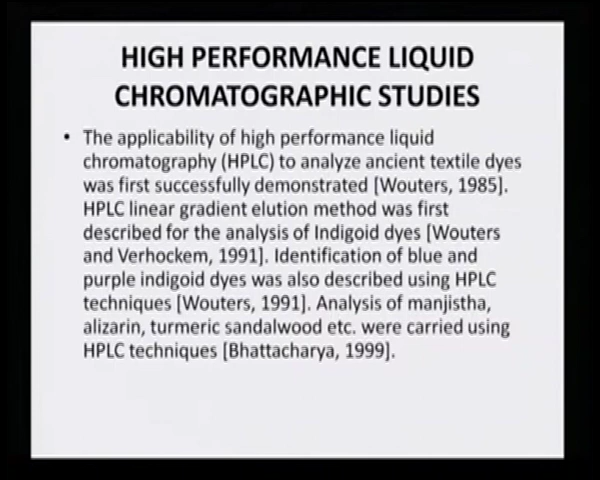 HIGH PERFORMANCE LIQUID
CHROMATOGRAPHIC STUDIES
• The applicability of high performance liquid
chromatography (HPLC) to analyze ancient textile dyes
was first successfully demonstrated [Wouters, 1985].
HPLC linear gradient elution method was first
described for the analysis of Indigoid dyes [Wouters
and Verhockem, 1991]. Identification of blue and
purple indigoid dyes was also described using HPLC
techniques [Wouters, 1991]. Analysis of manjistha,
alizarin, turmeric sandalwood etc. were carried using
HPLC techniques [Bhattacharya, 1999].